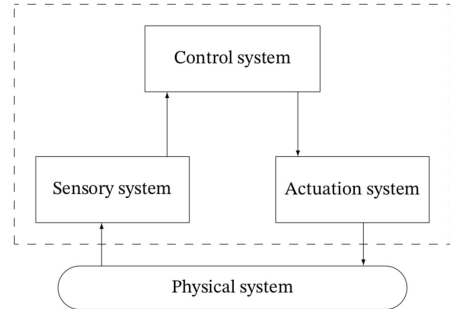 Control system
Sensory system
Actuation system
Physical system